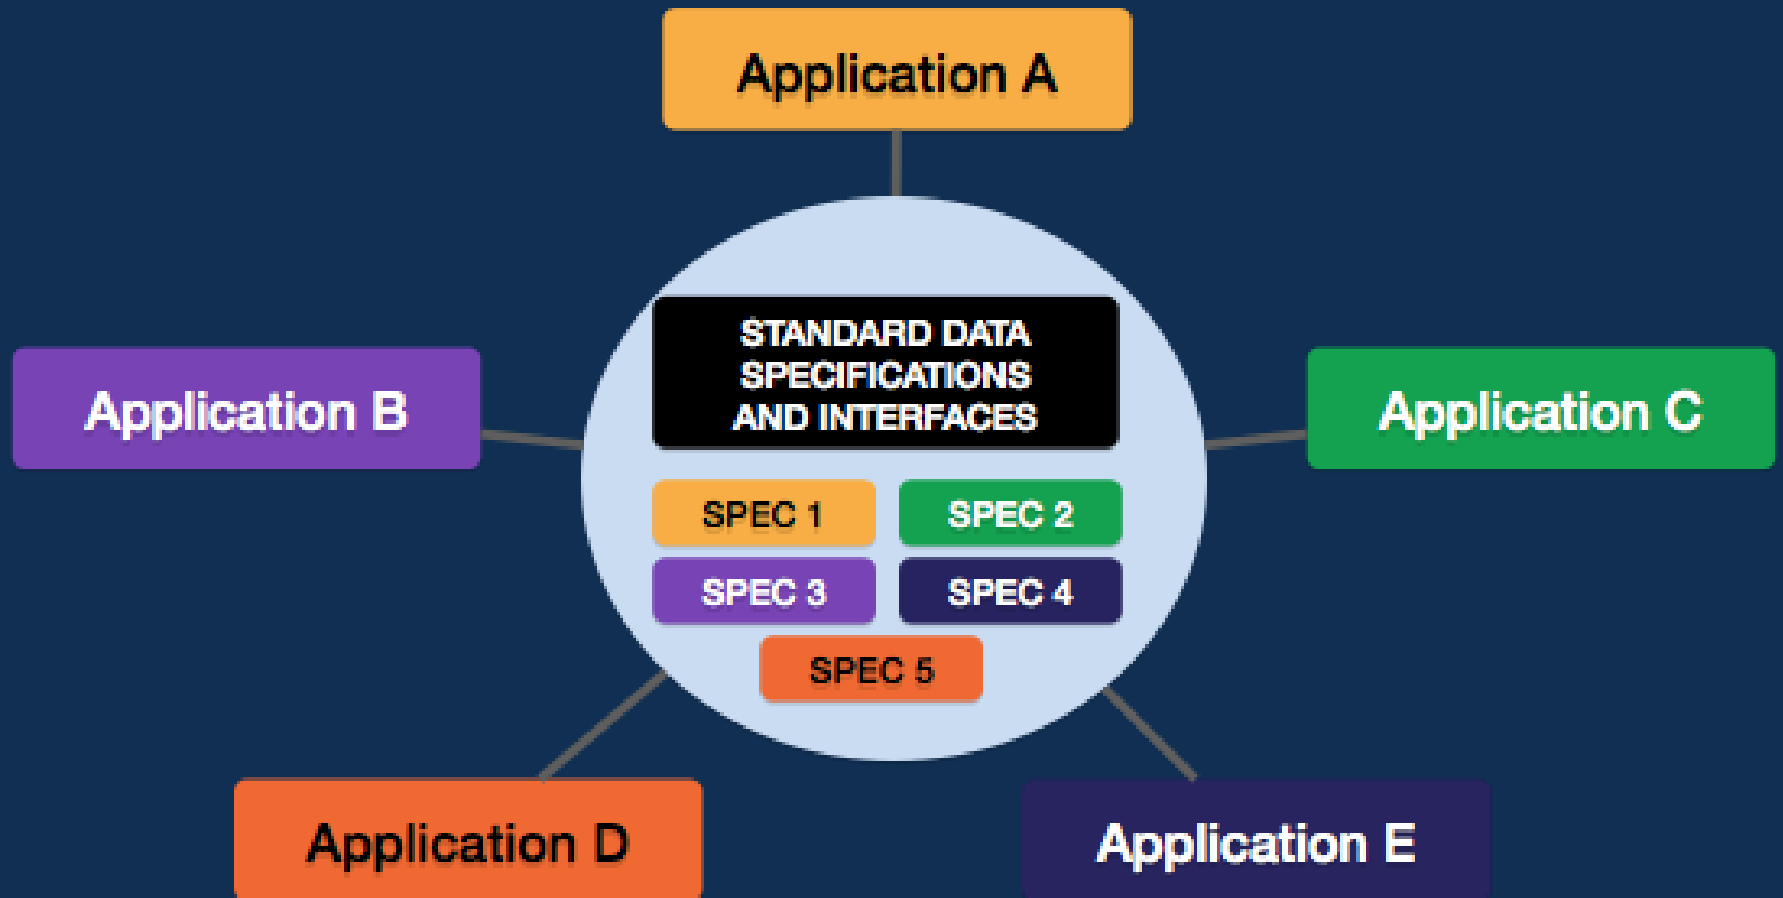 Application A
STANDARD DATA
SPECIFICATIONS
AND INTERFACES
Application B
Application C
SPEC 1
SPEC 2
SPEC 3
SPEC 4
SPEC 5
Application D
Application E